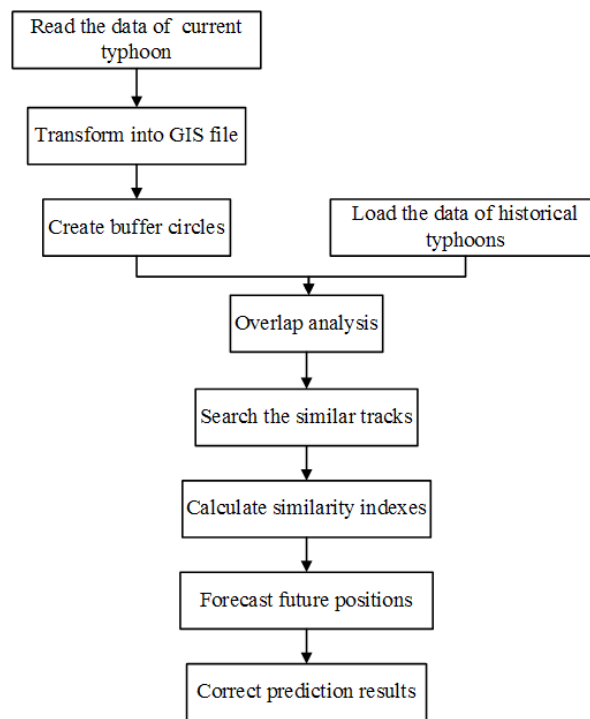 Read the data of current
typhoon
Transform into GIS file
Create buffer circles
Load the data of historical
typhoons
Overlap analysis
Search the similar tracks
Calculate similarity indexes
Forecast future positions
Correct prediction results